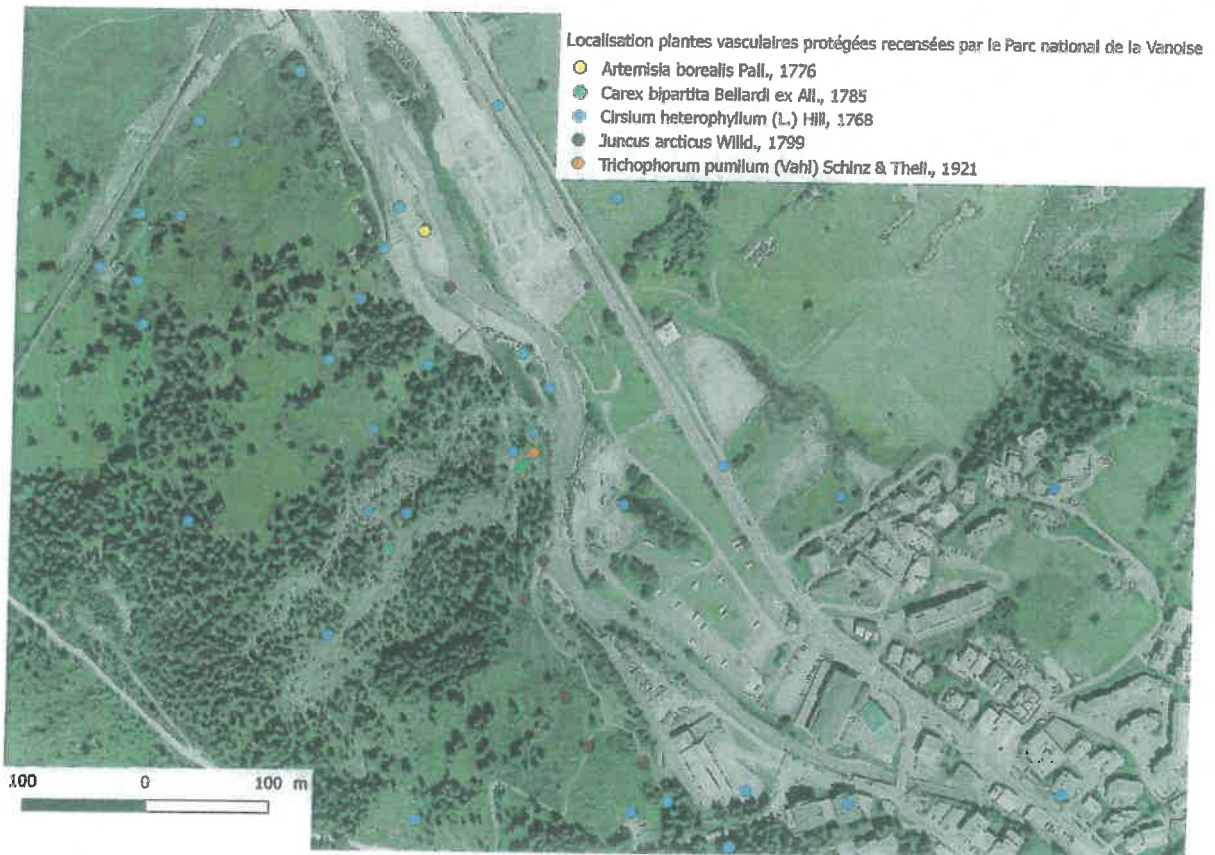 Localisation plantes vasculaires protégées recensées par le Parc national de la Vanoise
Artemisia borealis Pall., 1776
Carex bipartita Bellardi ex All., 1785
Cirsium heterophyllum (L.) Hill, 1768
Juncus arcticus Willd., 1799
Trichophorum pumilum (Vahl) Schinz & Thell., 1921
100 0 100 m